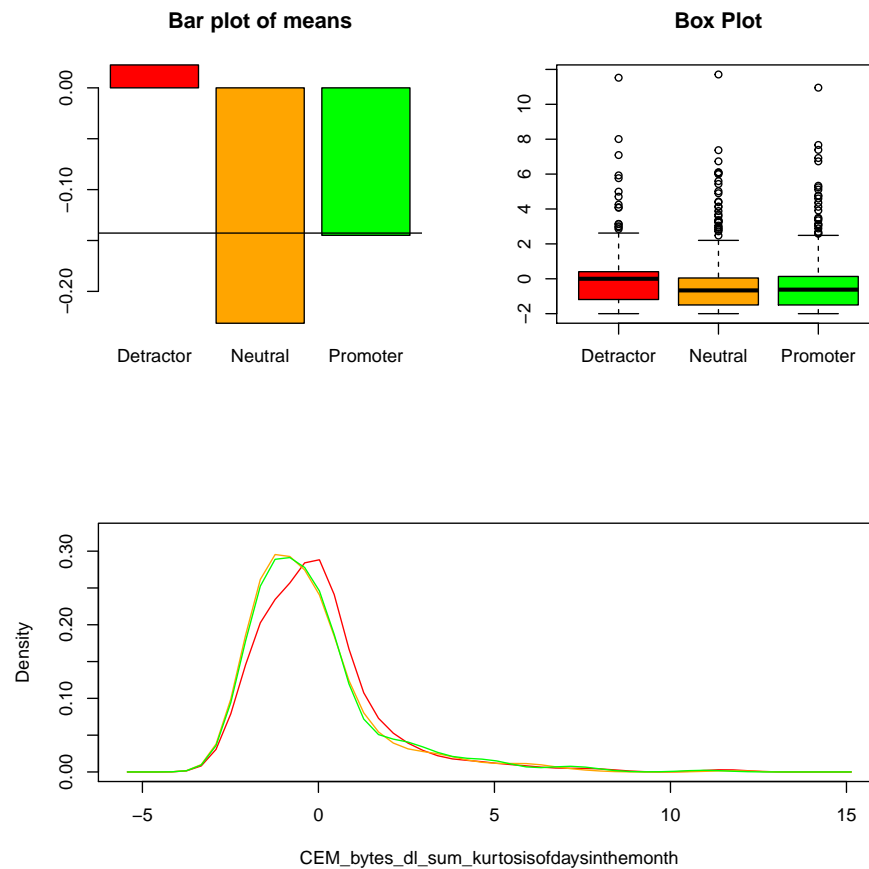 Bar plot of means
0.00
−0.10
−0.20
Detractor Neutral Promoter
Box Plot
10
8
6
4
2
0
−2
Detractor Neutral Promoter
0.30
0.20
0.10
0.00
Density
−5 0 5 10 15
CEM_bytes_dl_sum_kurtosisofdaysinthemonth